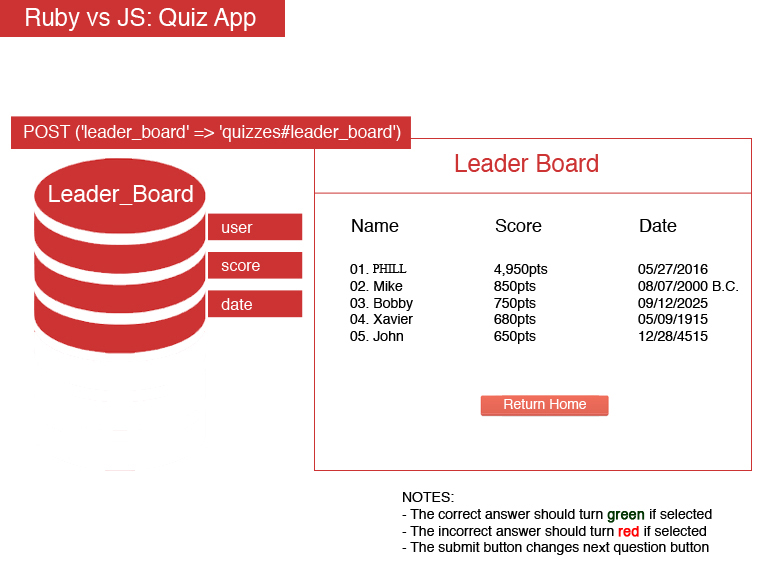 Ruby vs JS: Quiz App
POST ('leader_board' => 'quizzes#leader_board')
Leader_Board
user
score
date
Leader Board
Name Score Date
01. PHILL 4,950pts 05/27/2016
02. Mike 850pts 08/07/2000 B.C.
03. Bobby 750pts 09/12/2025
04. Xavier 680pts 05/09/1915
05. John 650pts 12/28/4515
Return Home
NOTES:
- The correct answer should turn green if selected
- The incorrect answer should turn red if selected
- The submit button changes next question button